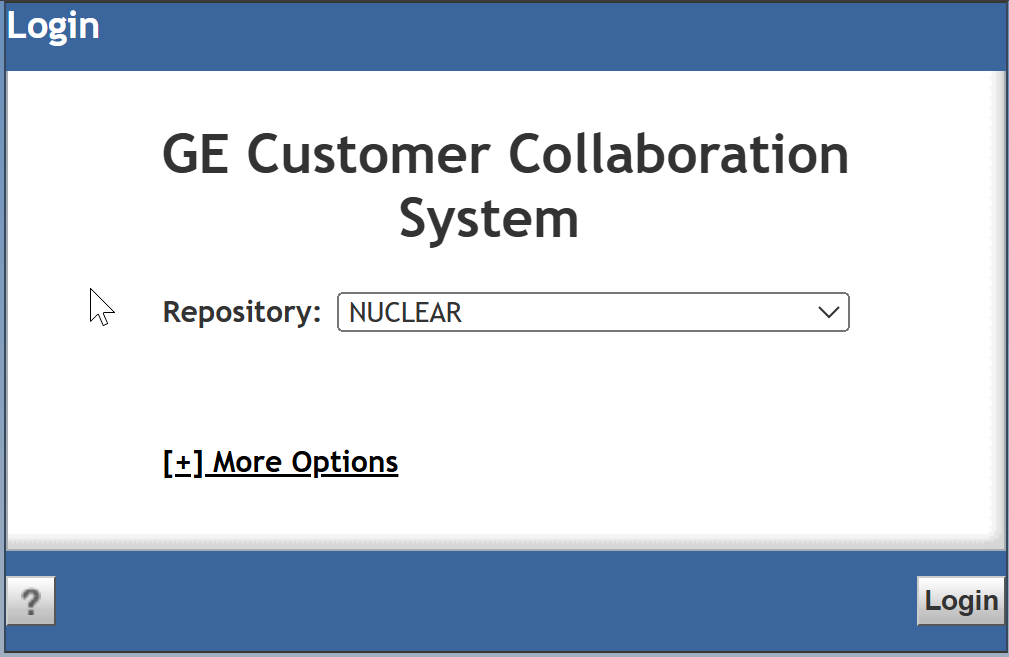 Login
GE Customer Collaboration
System
Repository: NUCLEAR
[+] More Options
?
Login